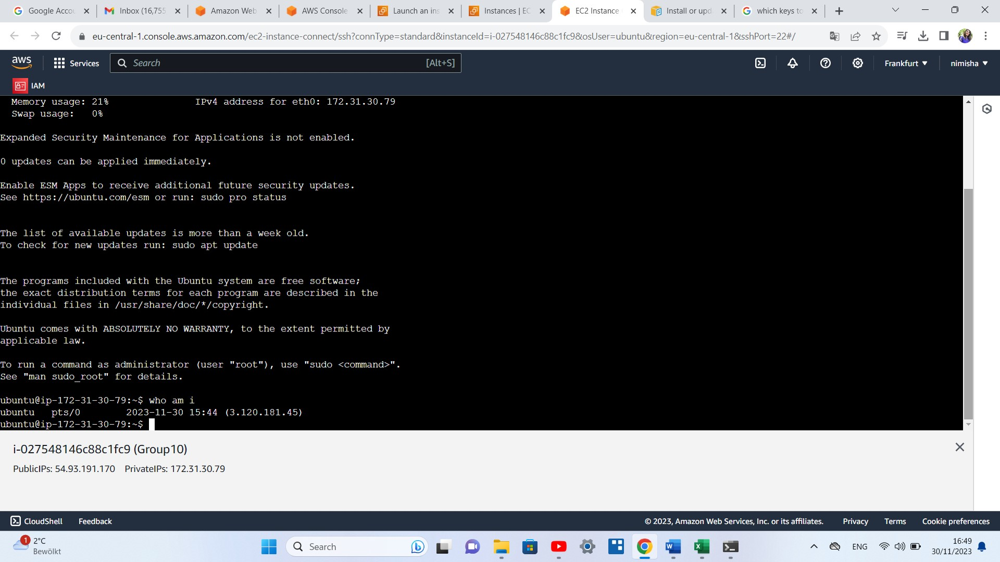 Google Accou
Inbox (16,755
Amazon Web
AWS Console
Launch an ins
Instances | EC
EC2 Instance
Install or upd
which keys to
eu-central-1.console.aws.amazon.com/ec2-instance-connect/ssh?connType=standard&instanceId=i-027548146c88c1fc9&osUser=ubuntu&region=eu-central-1&sshPort=22#/
aws
Services
Search
[Alt+S]
Frankfurt
nimisha
IAM
Memory usage: 21% IPv4 address for eth0: 172.31.30.79
Swap usage: 0%
Expanded Security Maintenance for Applications is not enabled.
0 updates can be applied immediately.
Enable ESM Apps to receive additional future security updates.
See https://ubuntu.com/esm or run: sudo pro status
The list of available updates is more than a week old.
To check for new updates run: sudo apt update
The programs included with the Ubuntu system are free software;
the exact distribution terms for each program are described in the
individual files in /usr/share/doc/*/copyright.
Ubuntu comes with ABSOLUTELY NO WARRANTY, to the extent permitted by
applicable law.
To run a command as administrator (user "root"), use "sudo <command>".
See "man sudo_root" for details.
ubuntu@ip-172-31-30-79:~$ who am i
ubuntu pts/0 2023-11-30 15:44 (3.120.181.45)
ubuntu@ip-172-31-30-79:~$
i-027548146c88c1fc9 (Group10)
PublicIPs: 54.93.191.170 PrivateIPs: 172.31.30.79
CloudShell
Feedback
© 2023, Amazon Web Services, Inc. or its affiliates.
Privacy
Terms
Cookie preferences
1
2°C
Bewölkt
Search
ENG
16:49
30/11/2023